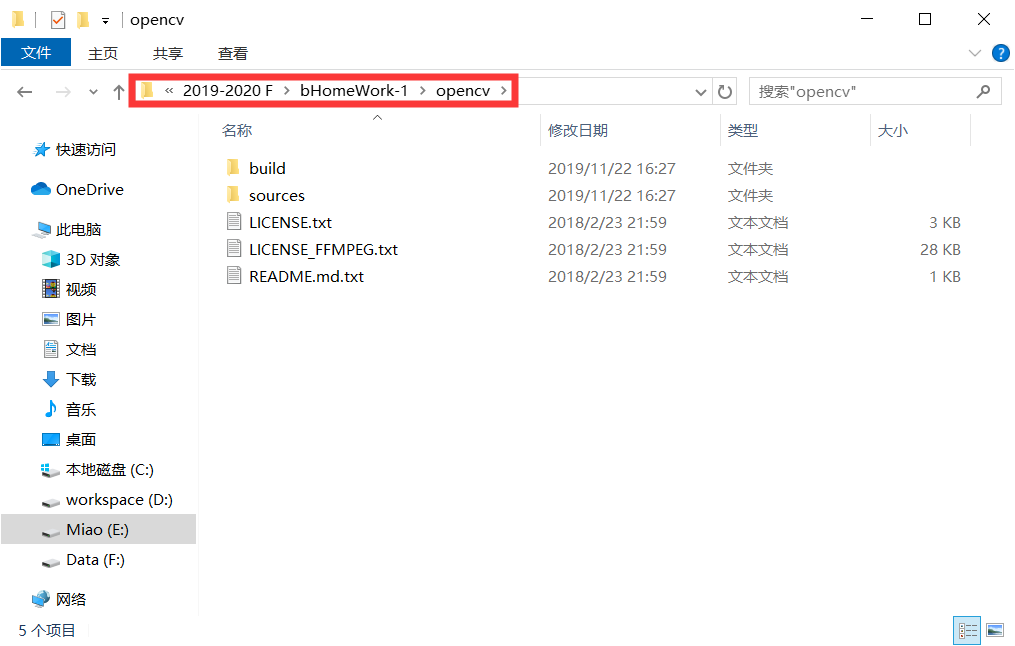 opencv
文件 主页 共享 查看
« 2019-2020 F › bHomeWork-1 › opencv › 搜索"opencv"
名称 修改日期 类型 大小
快速访问
OneDrive
此电脑
3D 对象
视频
图片
文档
下载
音乐
桌面
本地磁盘 (C:)
workspace (D:)
Miao (E:)
Data (F:)
网络
build 2019/11/22 16:27 文件夹
sources 2019/11/22 16:27 文件夹
LICENSE.txt 2018/2/23 21:59 文本文档 3 KB
LICENSE_FFMPEG.txt 2018/2/23 21:59 文本文档 28 KB
README.md.txt 2018/2/23 21:59 文本文档 1 KB
5 个项目